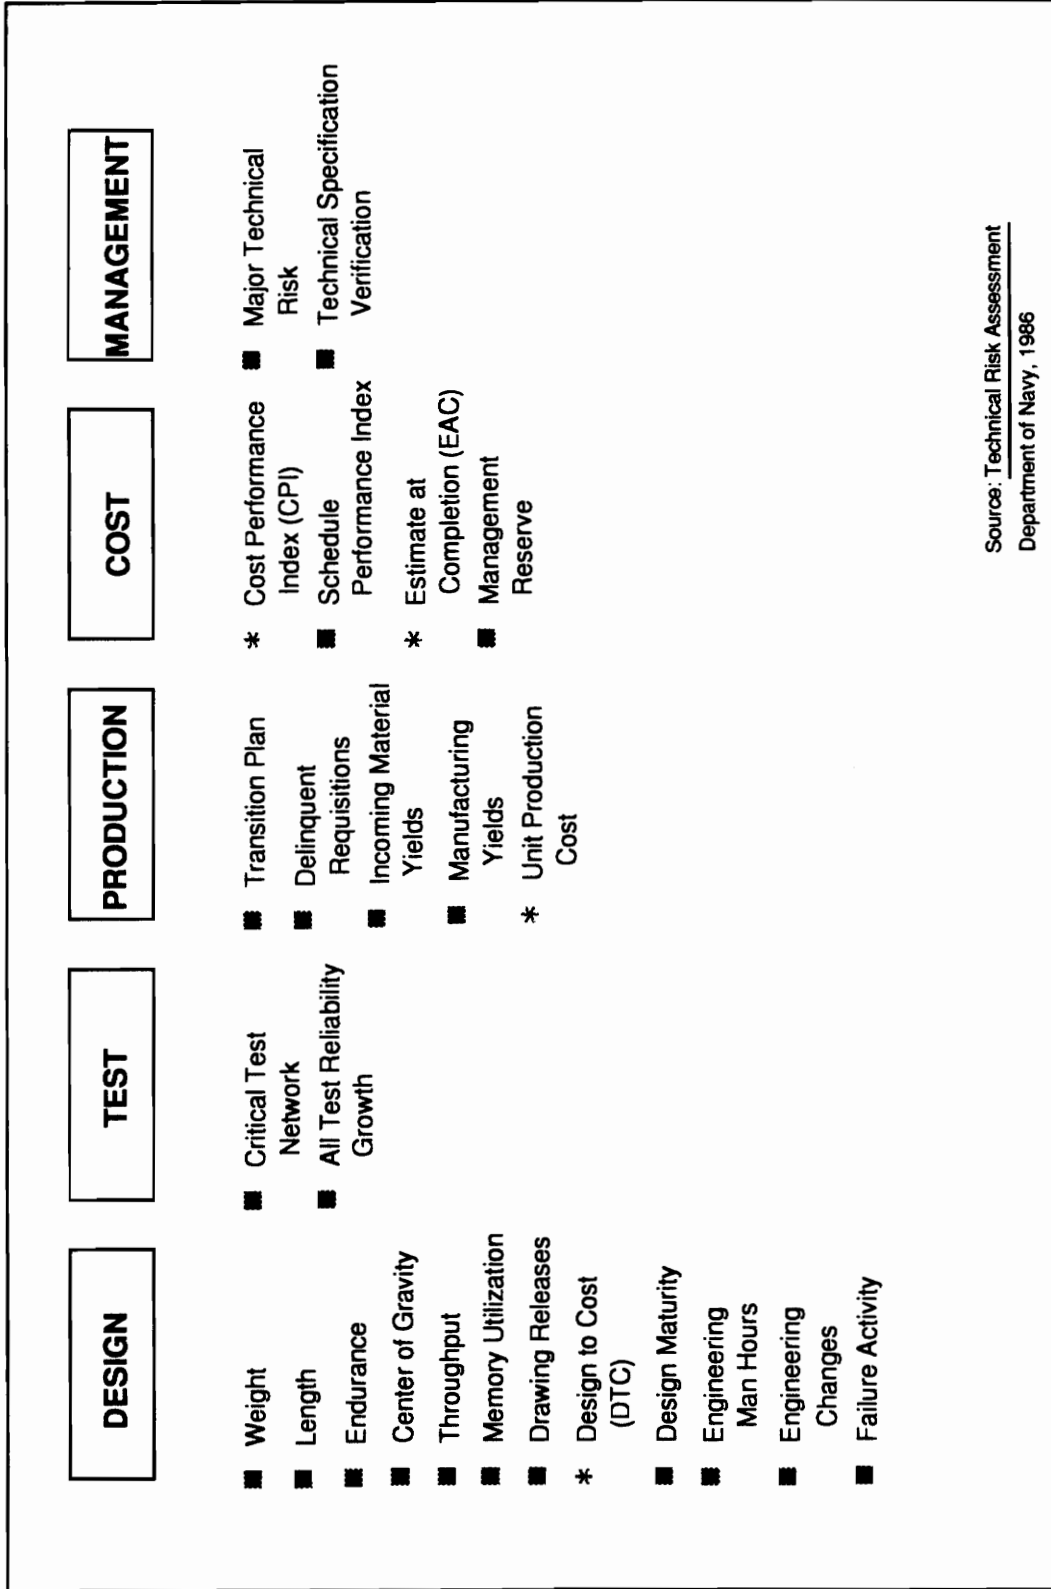 DESIGN
■ Weight
■ Length
■ Endurance
■ Center of Gravity
■ Throughput
■ Memory Utilization
■ Drawing Releases
* Design to Cost
(DTC)
■ Design Maturity
■ Engineering
Man Hours
■ Engineering
Changes
■ Failure Activity
TEST
■ Critical Test
Network
■ All Test Reliability
Growth
PRODUCTION
■ Transition Plan
■ Delinquent
Requisitions
■ Incoming Material
Yields
■ Manufacturing
Yields
* Unit Production
Cost
COST
* Cost Performance
Index (CPI)
■ Schedule
Performance Index
* Estimate at
Completion (EAC)
■ Management
Reserve
MANAGEMENT
■ Major Technical
Risk
■ Technical Specification
Verification
Source: Technical Risk Assessment
Department of Navy, 1986